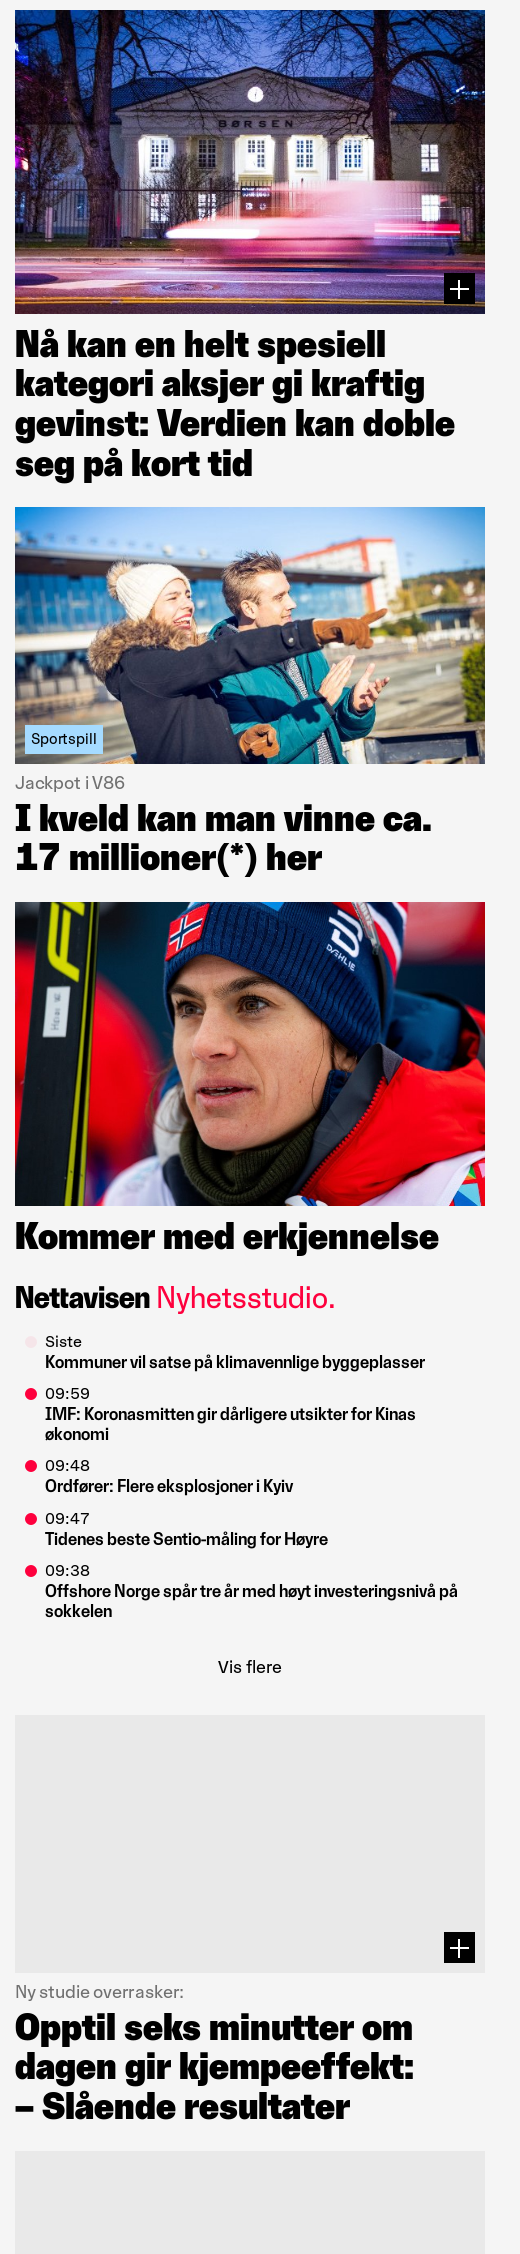 BØRSEN
Nå kan en helt spesiell
kategori aksjer gi kraftig
gevinst: Verdien kan doble
seg på kort tid
Sportspill
Jackpot i V86
I kveld kan man vinne ca.
17 millioner(*) her
DÆHLIE
Kommer med erkjennelse
Nettavisen Nyhetsstudio.
Siste
Kommuner vil satse på klimavennlige byggeplasser
09:59
IMF: Koronasmitten gir dårligere utsikter for Kinas
økonomi
09:48
Ordfører: Flere eksplosjoner i Kyiv
09:47
Tidenes beste Sentio-måling for Høyre
09:38
Offshore Norge spår tre år med høyt investeringsnivå på
sokkelen
Vis flere
Ny studie overrasker:
Opptil seks minutter om
dagen gir kjempeeffekt:
– Slående resultater